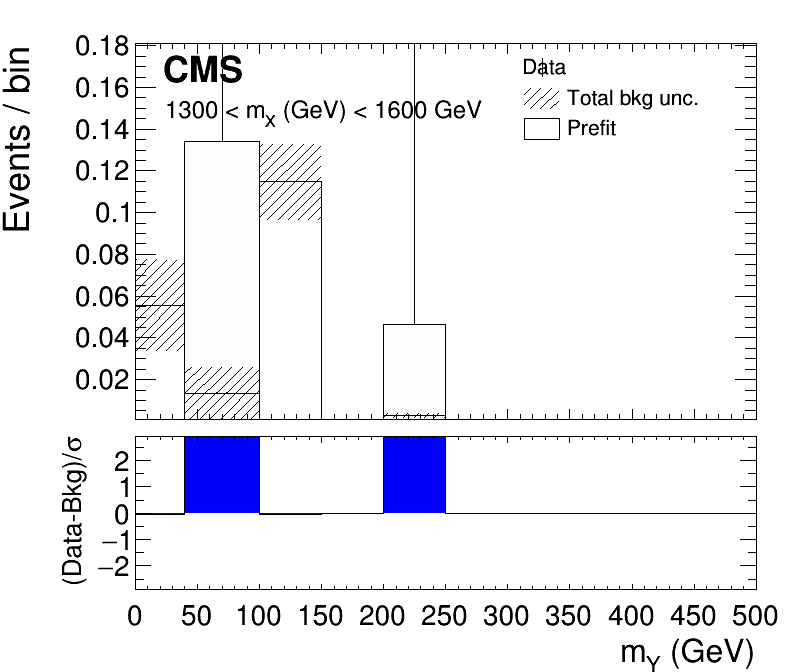 Events / bin
0.18
0.16
0.14
0.12
0.1
0.08
0.06
0.04
0.02
CMS
1300 < mX (GeV) < 1600 GeV
Data
Total bkg unc.
Prefit
(Data-Bkg)/σ
2
1
0
−1
−2
0 50 100 150 200 250 300 350 400 450 500
mY (GeV)